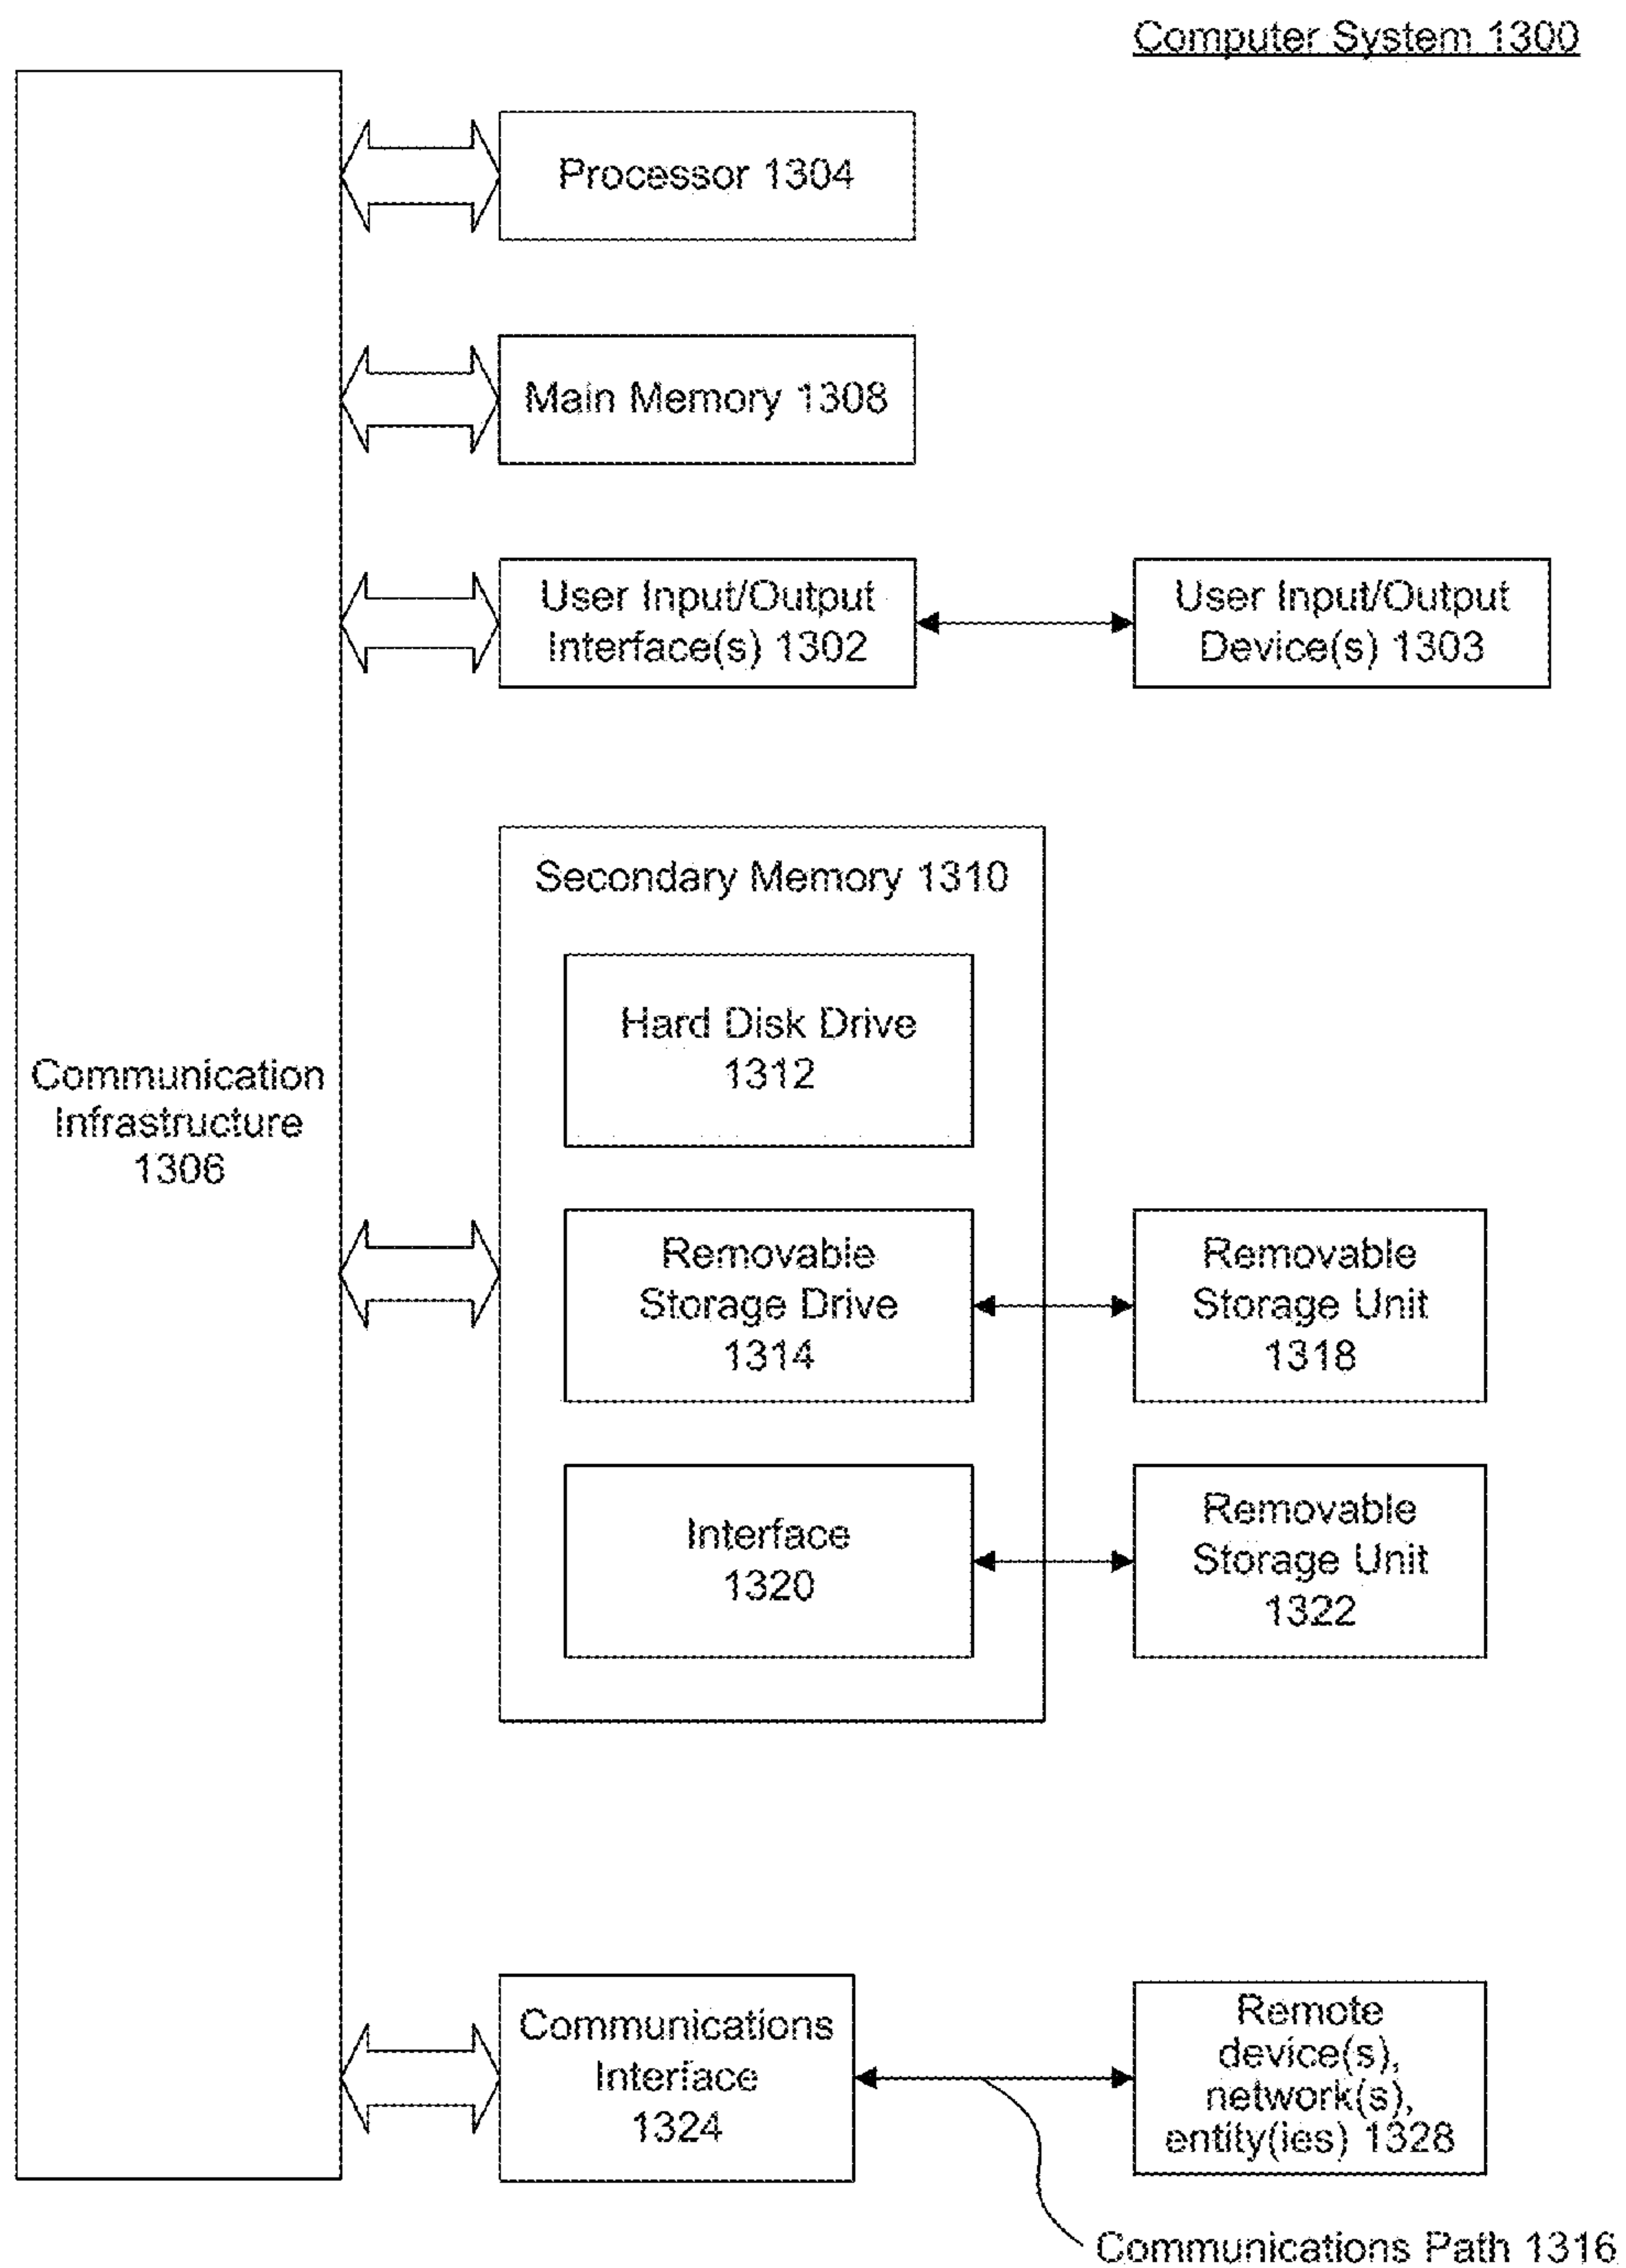 Computer System 1300
Processor 1304
Main Memory 1308
User Input/Output
Interface(s) 1302
User Input/Output
Device(s) 1303
Secondary Memory 1310
Hard Disk Drive
1312
Communication
Infrastructure
1306
Removable
Storage Drive
1314
Removable
Storage Unit
1318
Interface
1320
Removable
Storage Unit
1322
Communications
Interface
1324
Remote
device(s),
network(s),
entity(ies) 1328
Communications Path 1316